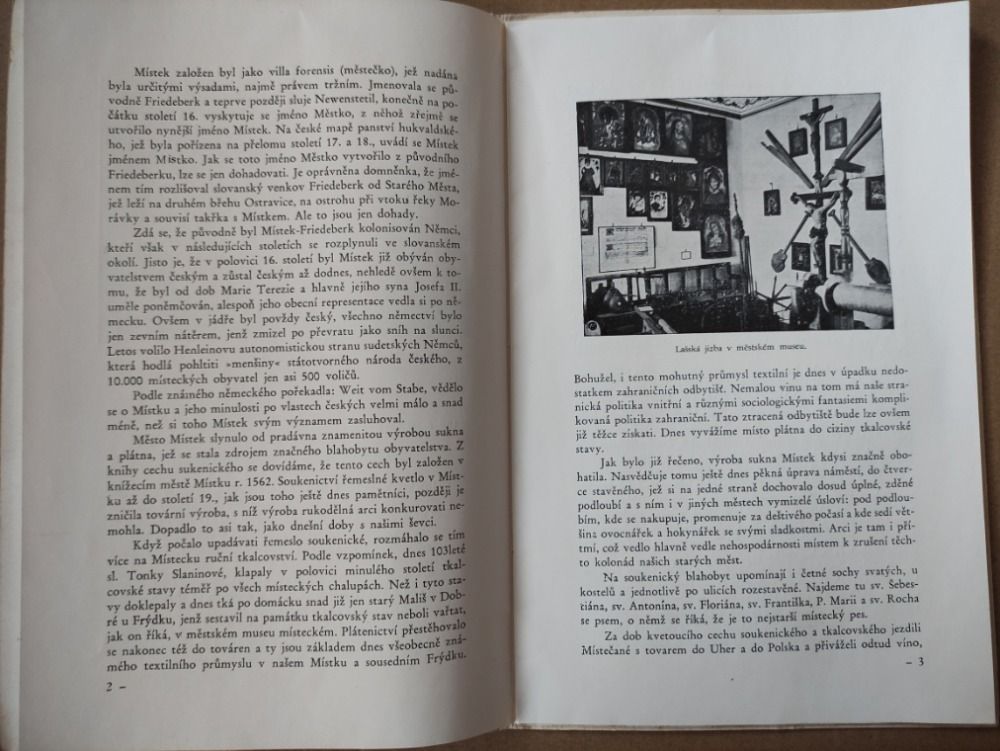 Místek založen byl jako villa forensis (městečko), jež nadána
byla určitými výsadami, najmě právem tržním. Jmenovala se pů-
vodně Friedeberk a teprve později sluje Newenstetil, konečně na po-
čátku století 16. vyskytuje se jméno Městko, z něhož zřejmě se
utvořilo nynější jméno Místek. Na české mapě panství hukvaldské-
ho, jež byla pořízena na přelomu století 17. a 18., uvádí se Místek
jménem Mistko. Jak se toto jméno Městko vytvořilo z původního
Friedeberku, lze se jen dohadovati. Je oprávněna domněnka, že jmé-
nem tím rozlišoval slovanský venkov Friedeberk od Starého Města,
jež leží na druhém břehu Ostravice, na ostrohu při vtoku řeky Mo-
rávky a souvisí takřka s Místkem. Ale to jsou jen dohady.
Zdá se, že původně byl Místek-Friedeberk kolonisován Němci,
kteří však v následujících stoletích se rozplynuli ve slovanském
okolí. Jisto je, že v polovici 16. století byl Místek již obýván oby-
vatelstvem českým a zůstal českým až dodnes, nehledě ovšem k to-
mu, že byl od dob Marie Terezie a hlavně jejího syna Josefa II.
uměle poněmčován, alespoň jeho obecní representace vedla si po ně-
mecku. Ovšem v jádře byl povždy český, všechno němectví bylo
jen zevním nátěrem, jenž zmizel po převratu jako sníh na slunci.
Letos volilo Henleinovu autonomistickou stranu sudetských Němců,
která hodlá pohltiti »menšiny« státotvorného národa českého, z
10.000 místeckých obyvatel jen asi 500 voličů.
Podle známého německého pořekadla: Weit vom Stabe, vědělo
se o Místku a jeho minulosti po vlastech českých velmi málo a snad
méně, než si toho Místek svým významem zasluhoval.
Město Místek slynulo od pradávna znamenitou výrobou sukna
a plátna, jež se stala zdrojem značného blahobytu obyvatelstva. Z
knihy cechu sukenického se dovídáme, že tento cech byl založen v
knížecím městě Místku r. 1562. Soukenictví řemeslné kvetlo v Míst-
ku až do století 19., jak jsou toho ještě dnes pamětníci, později je
zničila tovární výroba, s níž výroba rukodělná arci konkurovati ne-
mohla. Dopadlo to asi tak, jako dnešní doby s našimi ševci.
Když počalo upadávati řemeslo soukenické, rozmáhalo se tím
více na Místecku ruční tkalcovství. Podle vzpomínek, dnes 103leté
sl. Tonky Slaninové, klapaly v polovici minulého století tkal-
covské stavy téměř po všech místeckých chalupách. Než i tyto sta-
vy doklepaly a dnes tká po domácku snad již jen starý Mališ v Dob-
ré u Frýdku, jenž sestavil na památku tkalcovský stav neboli vařtat,
jak on říká, v městském museu místeckém. Plátenictví přestěhovalo
se nakonec též do továren a ty jsou základem dnes všeobecně zná-
mého textilního průmyslu v našem Místku a sousedním Frýdku.
2 –
Lašská jizba v městském museu.
Bohužel, i tento mohutný průmysl textilní je dnes v úpadku nedo-
statkem zahraničních odbytišť. Nemalou vinu na tom má naše stra-
nická politika vnitřní a různými sociologickými fantasiemi kompli-
kovaná politika zahraniční. Tato ztracená odbytiště bude lze ovšem
již těžce získati. Dnes vyvážíme místo plátna do ciziny tkalcovské
stavy.
Jak bylo již řečeno, výroba sukna Místek kdysi značně obo-
hatila. Nasvědčuje tomu ještě dnes pěkná úprava náměstí, do čtver-
ce stavěného, jež si na jedné straně dochovalo dosud úplné, zděné
podloubí a s ním i v jiných městech vymizelé úsloví: pod podlou-
bím, kde se nakupuje, promenuje za deštivého počasí a kde sedí vět-
šina ovocnářek a hokynářek se svými sladkostmi. Arci je tam i pří-
tmí, což vedlo hlavně vedle nehospodárnosti místem k zrušení těch-
to kolonád našich starých měst.
Na soukenický blahobyt upomínají i četné sochy svatých, u
kostelů a jednotlivě po ulicích rozestavěné. Najdeme tu sv. Šebes-
tiána, sv. Antonína, sv. Floriána, sv. Františka, P. Marii a sv. Rocha
se psem, o němž se říká, že je to nejstarší místecký pes.
Za dob kvetoucího cechu soukenického a tkalcovského jezdili
Místečané s tovarem do Uher a do Polska a přiváželi odtud víno,
– 3